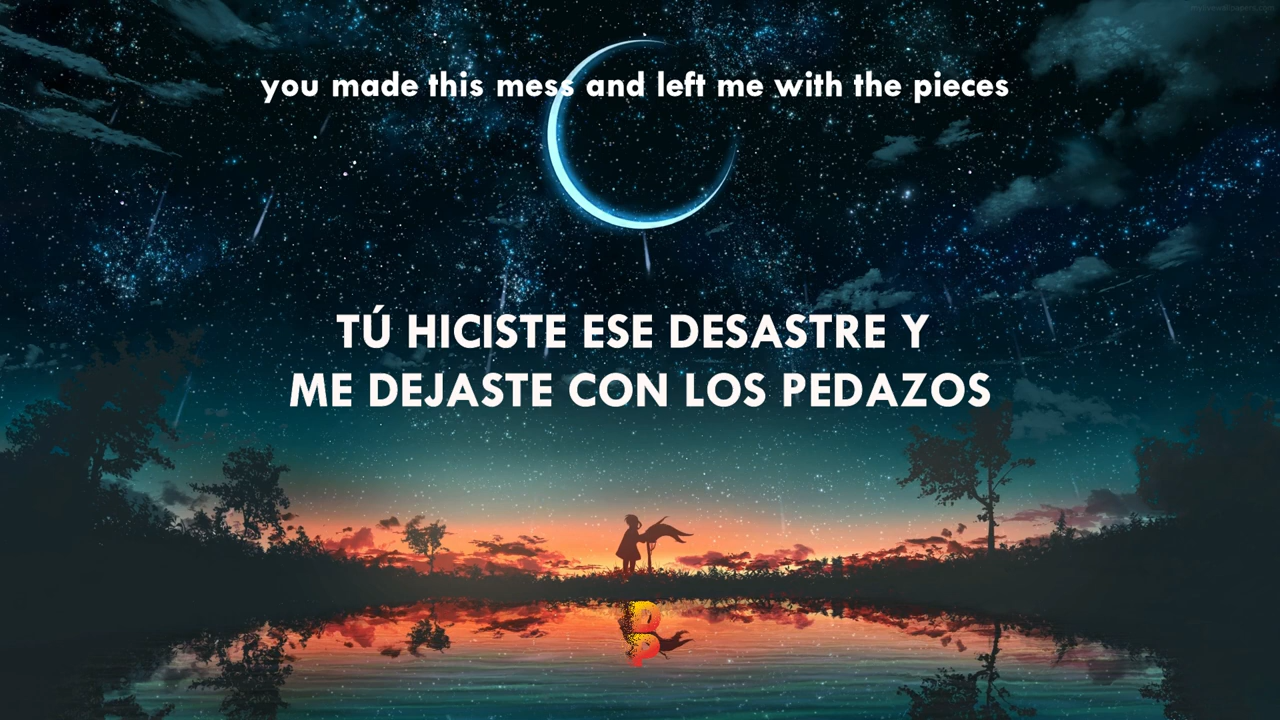 you made this mess and left me with the pieces
TÚ HICISTE ESE DESASTRE Y
ME DEJASTE CON LOS PEDAZOS